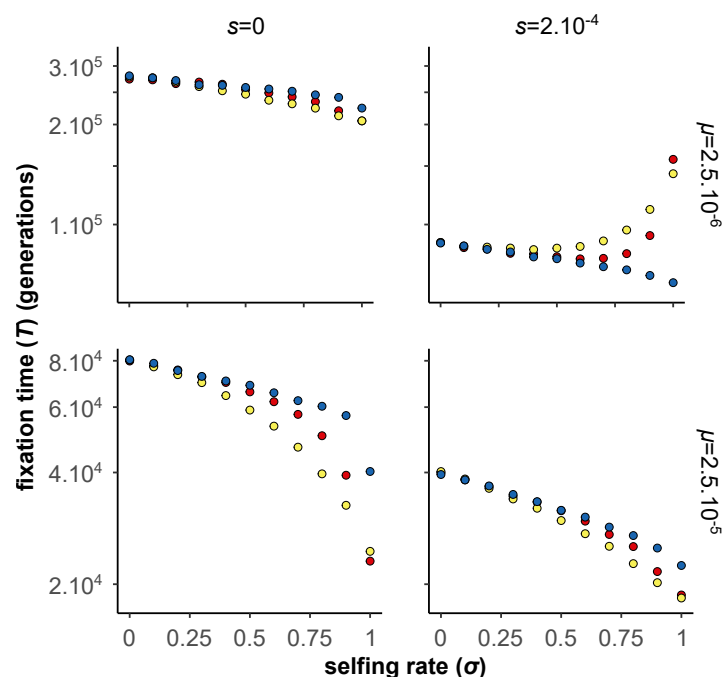 s=0
s=2.10⁻⁴
fixation time (T) (generations)
3.10⁵
2.10⁵
1.10⁵
μ=2.5.10⁻⁶
8.10⁴
6.10⁴
4.10⁴
2.10⁴
μ=2.5.10⁻⁵
0 0.25 0.5 0.75 1
0 0.25 0.5 0.75 1
selfing rate (σ)